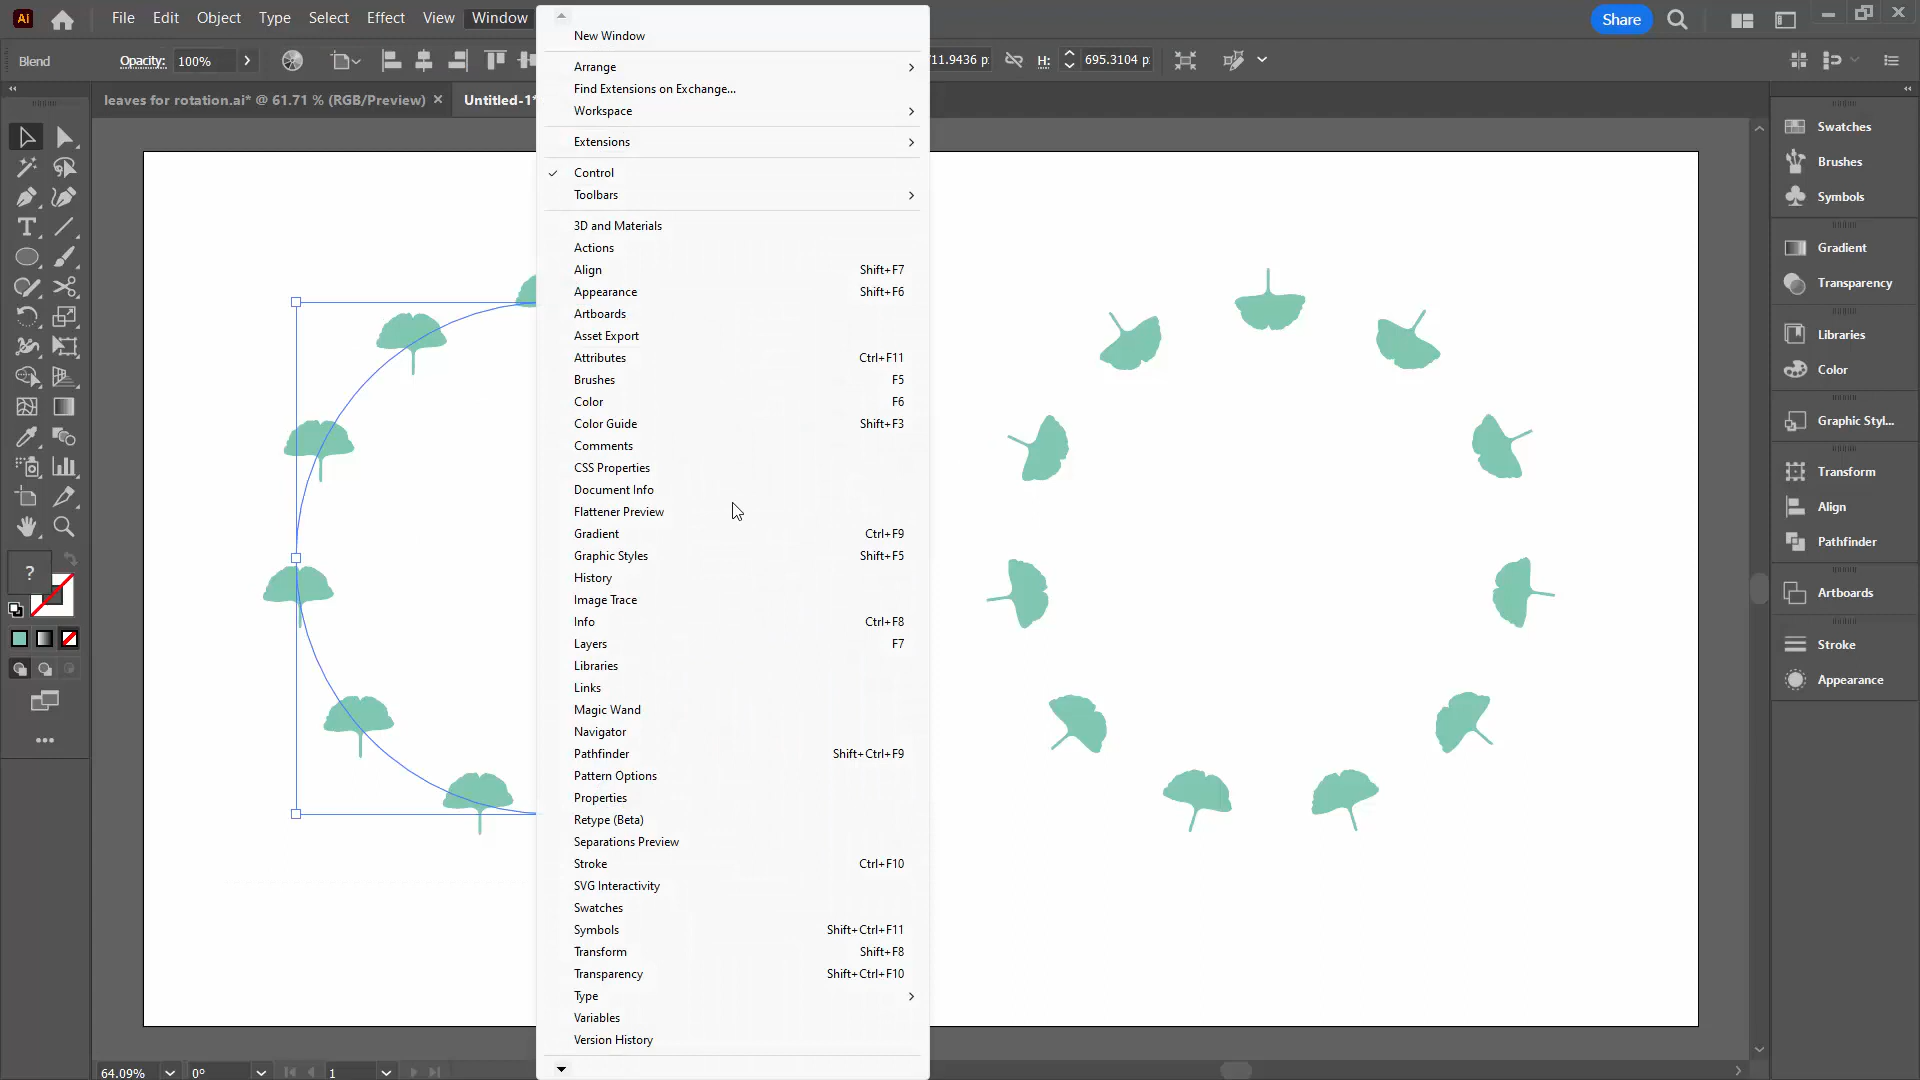 Ai File Edit Object Type Select Effect View Window Share
Blend Opacity: 100% H: 695.3104 p
leaves for rotation.ai* @ 61.71 % (RGB/Preview) × Untitled-1*
New Window
Arrange
Find Extensions on Exchange...
Workspace
Extensions
Control
Toolbars
3D and Materials
Actions
Align Shift+F7
Appearance Shift+F6
Artboards
Asset Export
Attributes Ctrl+F11
Brushes F5
Color F6
Color Guide Shift+F3
Comments
CSS Properties
Document Info
Flattener Preview
Gradient Ctrl+F9
Graphic Styles Shift+F5
History
Image Trace
Info Ctrl+F8
Layers F7
Libraries
Links
Magic Wand
Navigator
Pathfinder Shift+Ctrl+F9
Pattern Options
Properties
Retype (Beta)
Separations Preview
Stroke Ctrl+F10
SVG Interactivity
Swatches
Symbols Shift+Ctrl+F11
Transform Shift+F8
Transparency Shift+Ctrl+F10
Type
Variables
Version History
Swatches
Brushes
Symbols
Gradient
Transparency
Libraries
Color
Graphic Styl...
Transform
Align
Pathfinder
Artboards
Stroke
Appearance
?
64.09% 0° 1